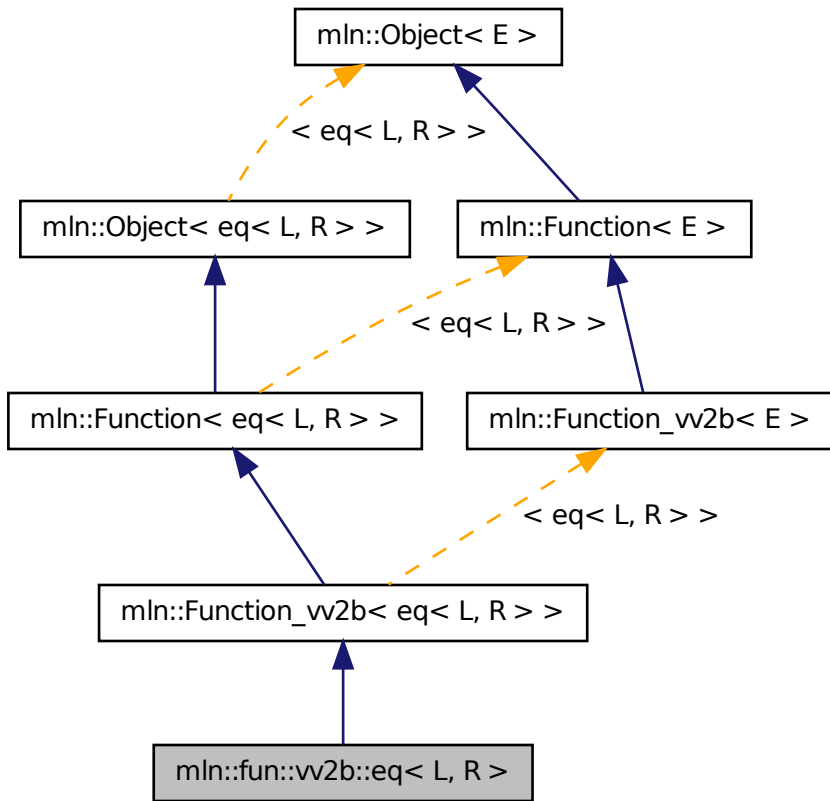 mln::Object< E >
< eq< L, R > >
mln::Object< eq< L, R > >
mln::Function< E >
< eq< L, R > >
mln::Function< eq< L, R > >
mln::Function_vv2b< E >
< eq< L, R > >
mln::Function_vv2b< eq< L, R > >
mln::fun::vv2b::eq< L, R >